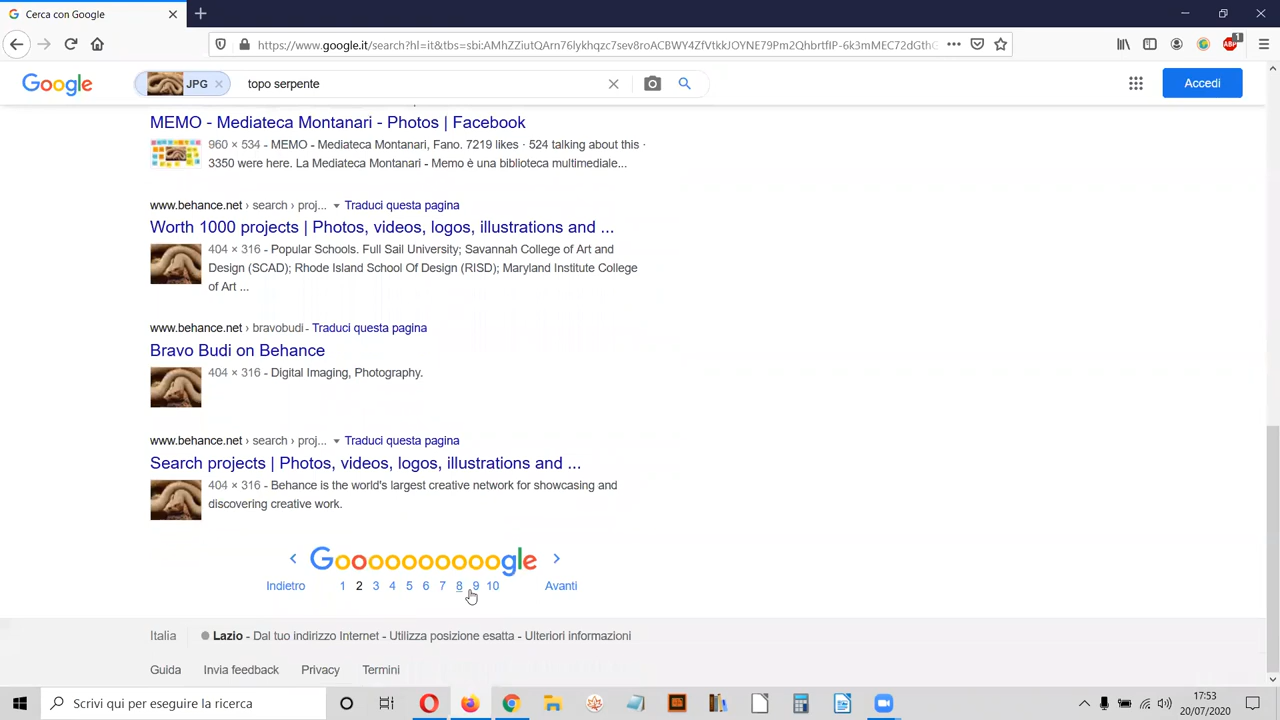 Cerca con Google
https://www.google.it/search?hl=it&tbs=sbi:AMhZZiutQArn76lykhqzc7sev8roACBWY4ZfVtkkJOYNE79Pm2QhbrtfIP-6k3mMEC72dGthC
Google
JPG
topo serpente
Accedi
MEMO - Mediateca Montanari - Photos | Facebook
960 × 534 - MEMO - Mediateca Montanari, Fano. 7219 likes · 524 talking about this ·
3350 were here. La Mediateca Montanari - Memo é una biblioteca multimediale...
www.behance.net › search › proj... Traduci questa pagina
Worth 1000 projects | Photos, videos, logos, illustrations and ...
404 × 316 - Popular Schools. Full Sail University; Savannah College of Art and
Design (SCAD); Rhode Island School Of Design (RISD); Maryland Institute College
of Art ...
www.behance.net › bravobudi - Traduci questa pagina
Bravo Budi on Behance
404 × 316 - Digital Imaging, Photography.
www.behance.net › search › proj... Traduci questa pagina
Search projects | Photos, videos, logos, illustrations and ...
404 × 316 - Behance is the world's largest creative network for showcasing and
discovering creative work.
Goooooooooogle
Indietro 1 2 3 4 5 6 7 8 9 10 Avanti
Italia Lazio - Dal tuo indirizzo Internet - Utilizza posizione esatta - Ulteriori informazioni
Guida Invia feedback Privacy Termini
Scrivi qui per eseguire la ricerca
17:53
20/07/2020